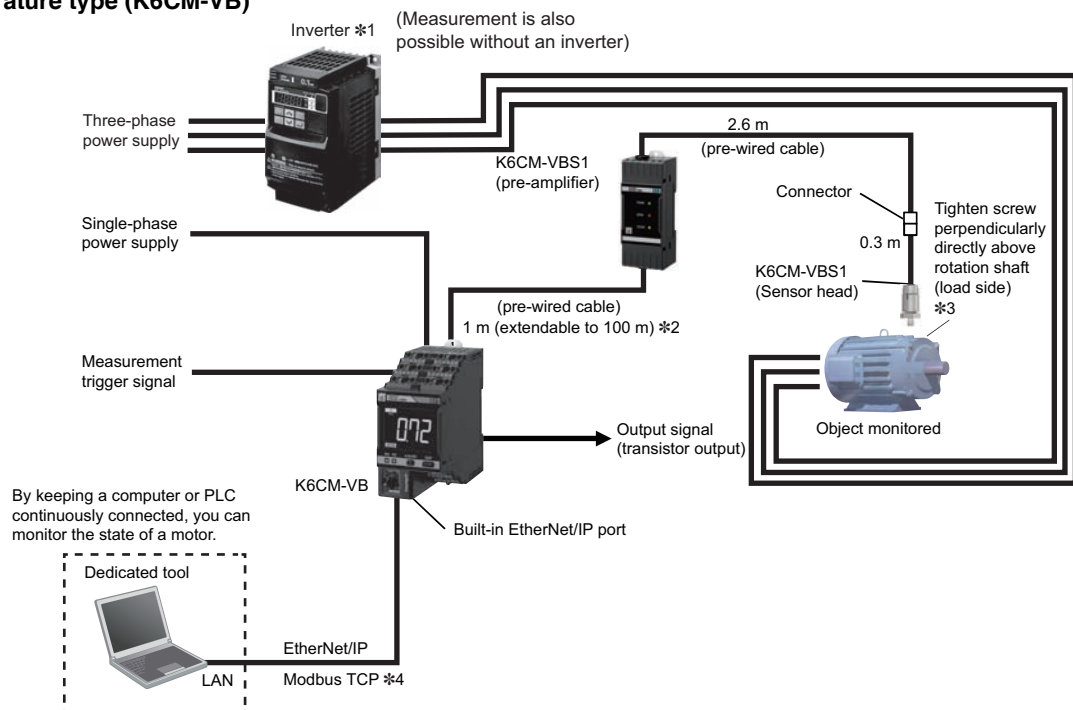 ature type (K6CM-VB)
Inverter ✻1
(Measurement is also
possible without an inverter)
Three-phase
power supply
2.6 m
(pre-wired cable)
K6CM-VBS1
(pre-amplifier)
Connector
Tighten screw
perpendicularly
directly above
rotation shaft
(load side)
✻3
0.3 m
K6CM-VBS1
(Sensor head)
Single-phase
power supply
(pre-wired cable)
1 m (extendable to 100 m) ✻2
Measurement
trigger signal
072
Output signal
(transistor output)
Object monitored
K6CM-VB
Built-in EtherNet/IP port
By keeping a computer or PLC
continuously connected, you can
monitor the state of a motor.
Dedicated tool
EtherNet/IP
LAN
Modbus TCP ✻4